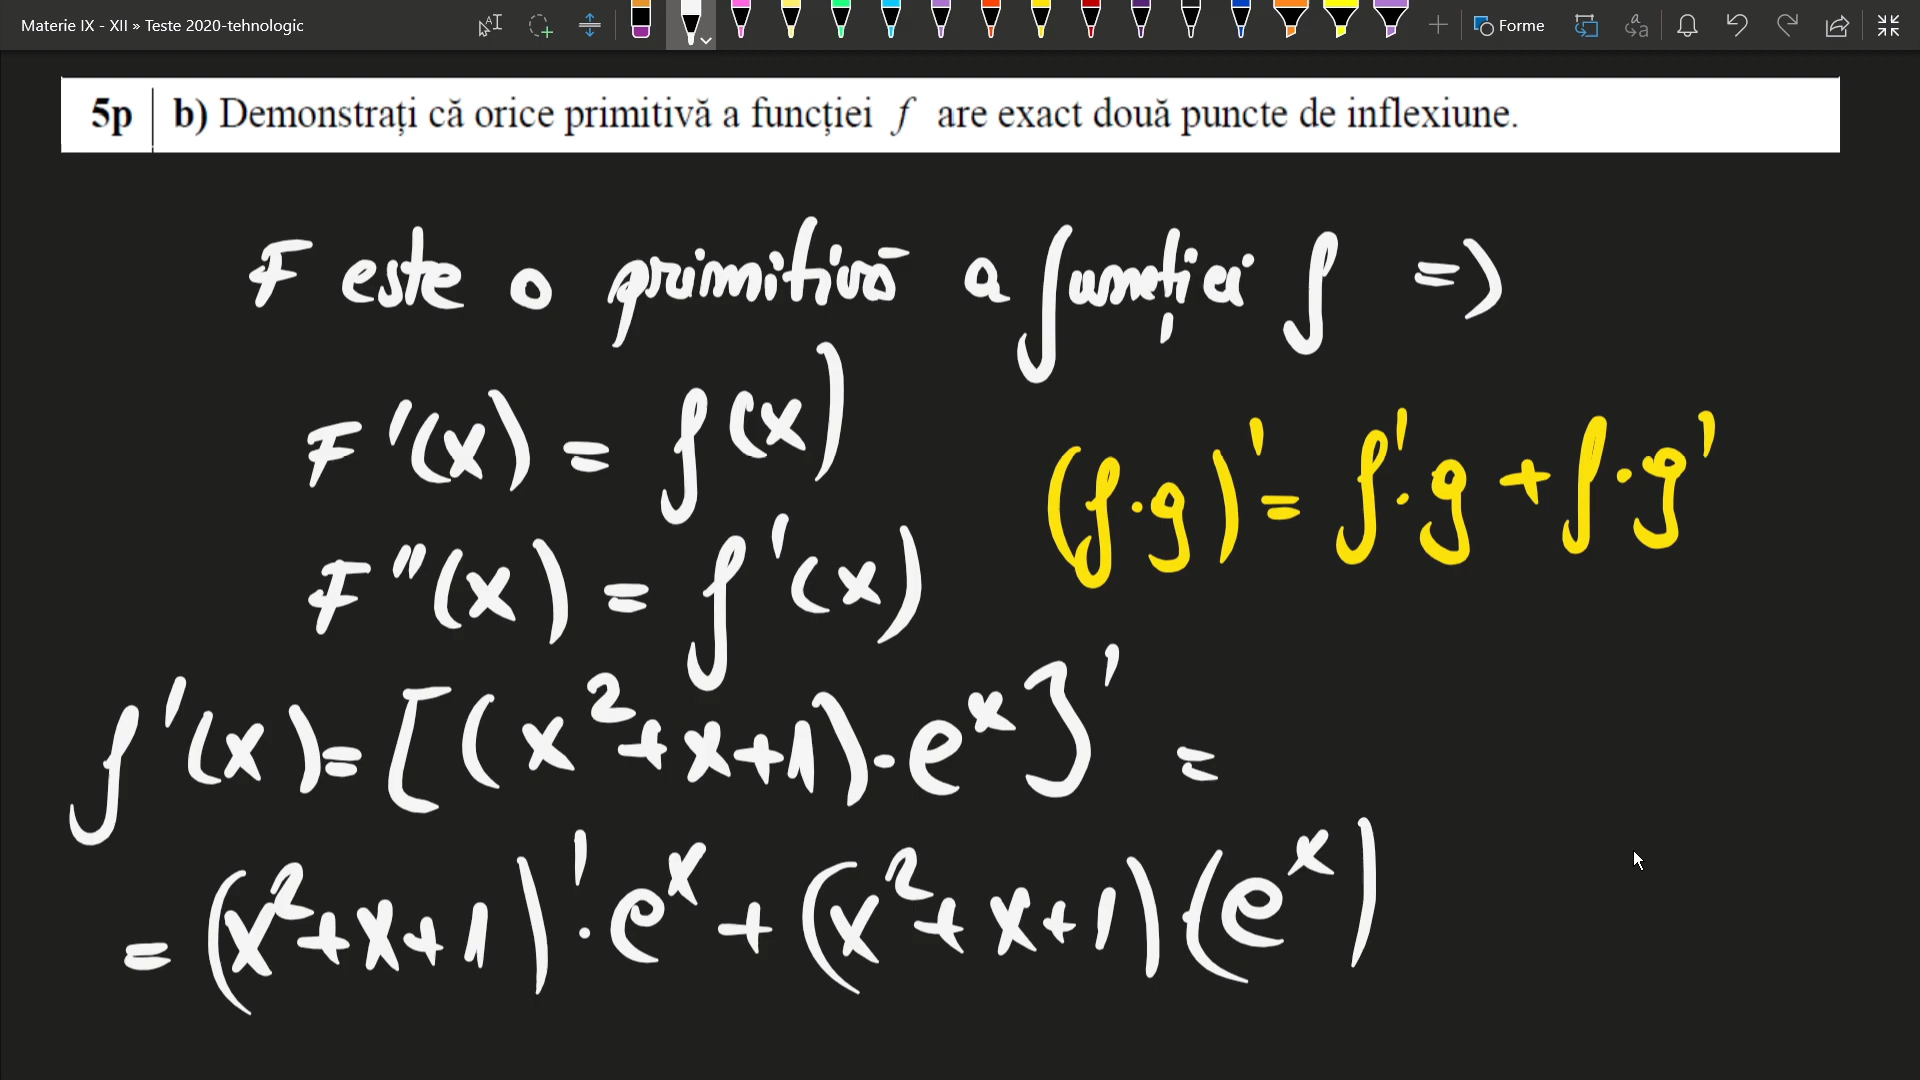 Materie IX - XII » Teste 2020-tehnologic
Forme
5p b) Demonstrați că orice primitivă a funcției f are exact două puncte de inflexiune.
F este o primitivă a funcției f =>
F'(x) = f(x)
(f·g)' = f'·g + f·g'
F''(x) = f'(x)
f'(x) = [(x²+x+1)·eˣ]' =
= (x²+x+1)'·eˣ + (x²+x+1)(eˣ)